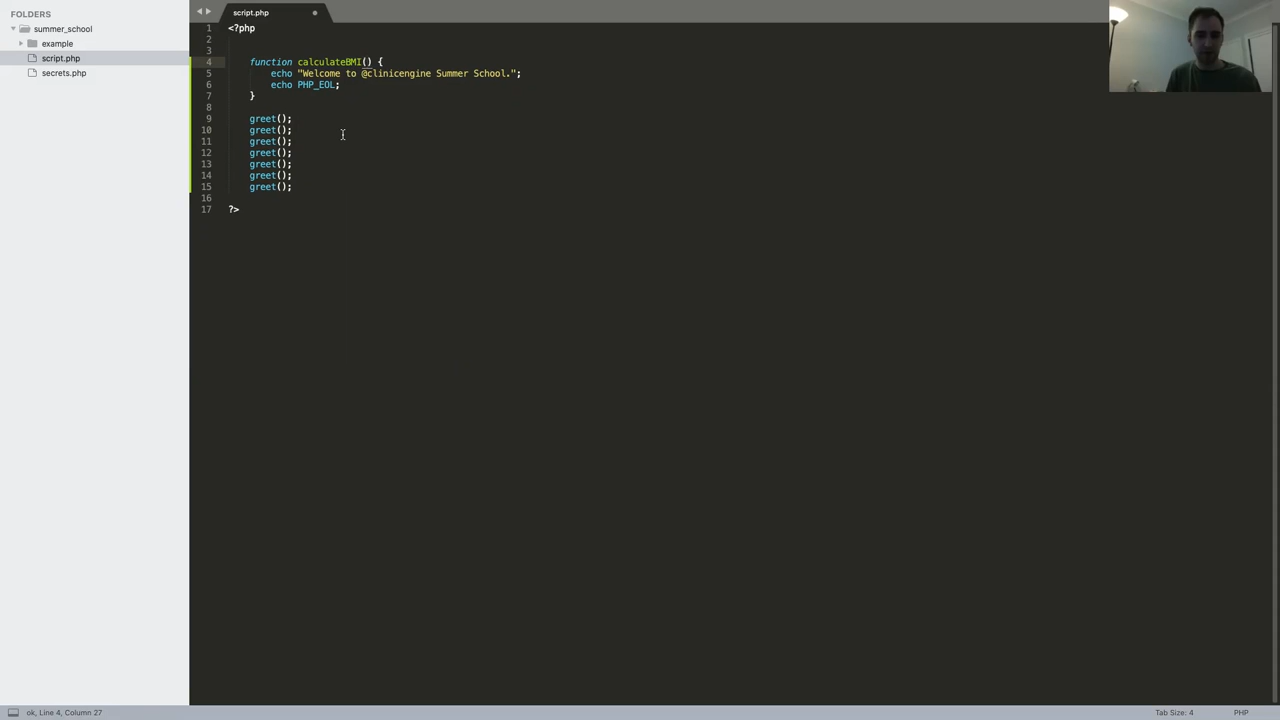 FOLDERS
summer_school
example
script.php
secrets.php
script.php
1 <?php
2
3
4 function calculateBMI() {
5 echo "Welcome to @clinicengine Summer School.";
6 echo PHP_EOL;
7 }
8
9 greet();
10 greet();
11 greet();
12 greet();
13 greet();
14 greet();
15 greet();
16
17 ?>
ok, Line 4, Column 27
Tab Size: 4
PHP